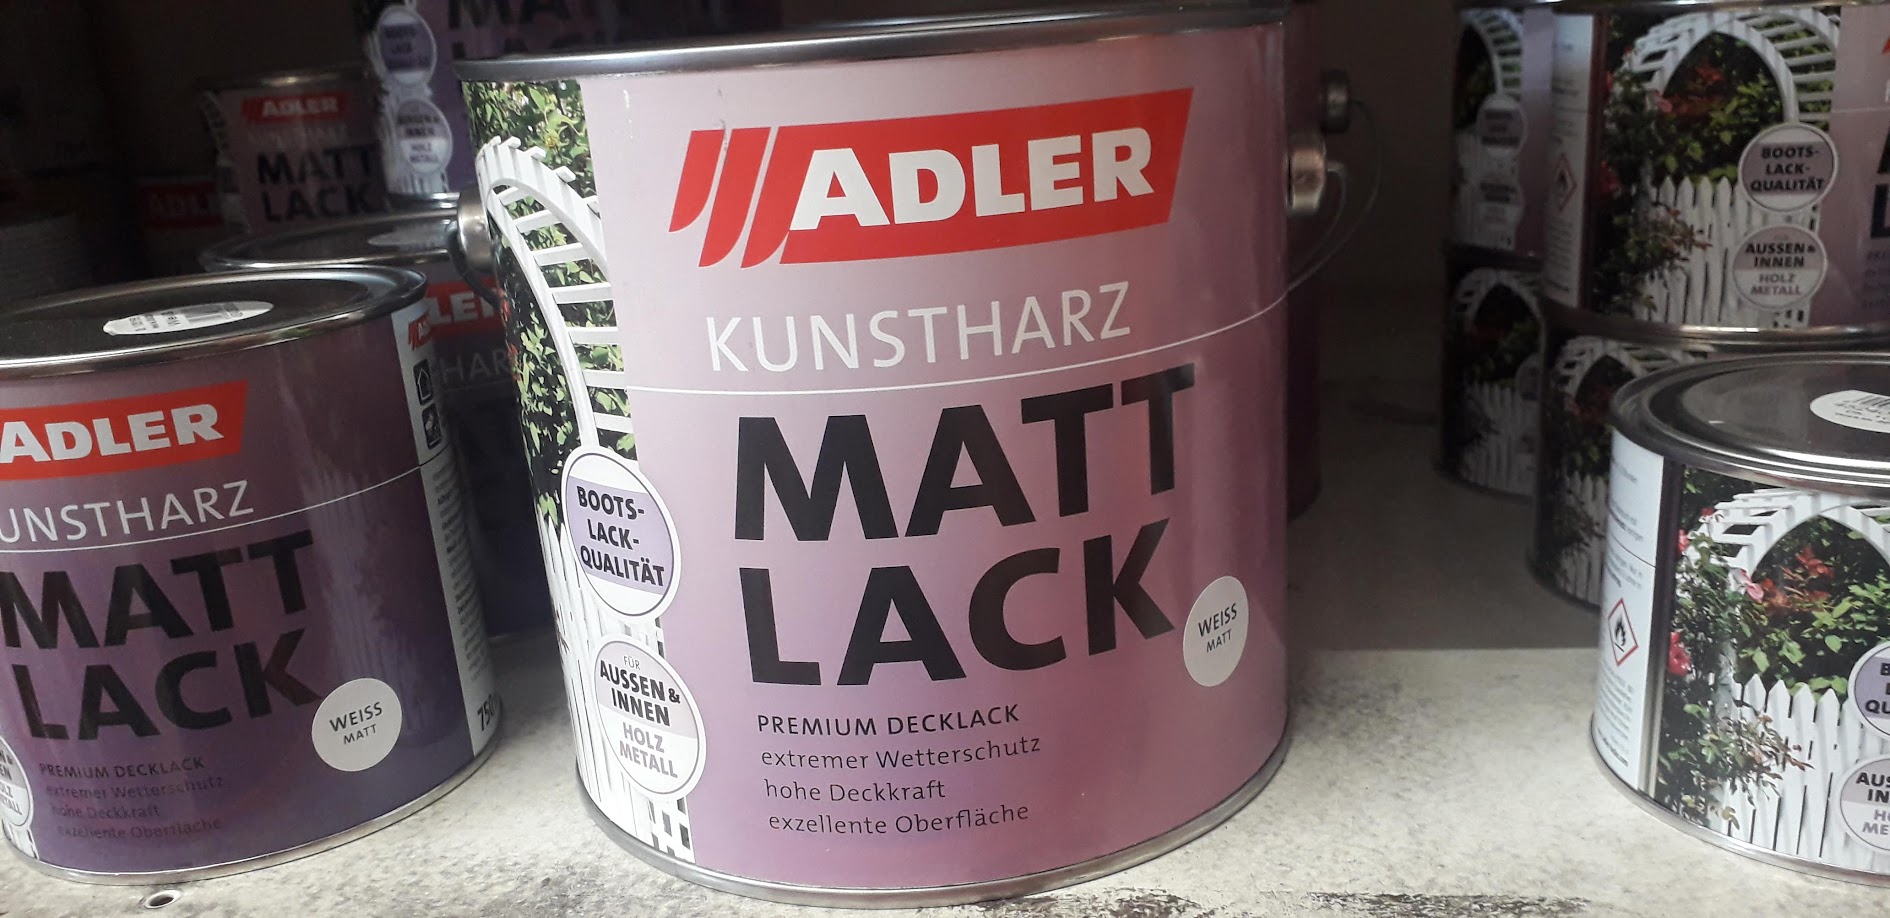 ADLER
KUNSTHARZ
MATT
LACK
BOOTS-
LACK-
QUALITÄT
FÜR
AUSSEN &
INNEN
HOLZ
METALL
WEISS
MATT
PREMIUM DECKLACK
extremer Wetterschutz
hohe Deckkraft
exzellente Oberfläche
ADLER
UNSTHARZ
MATT
LACK
WEISS
MATT
PREMIUM DECKLACK
extremer Wetterschutz
hohe Deckkraft
exzellente Oberfläche
ADLER
KUNSTHARZ
MATT
LACK
BOOTS-
LACK-
QUALITÄT
AUSSEN &
INNEN
HOLZ
METALL